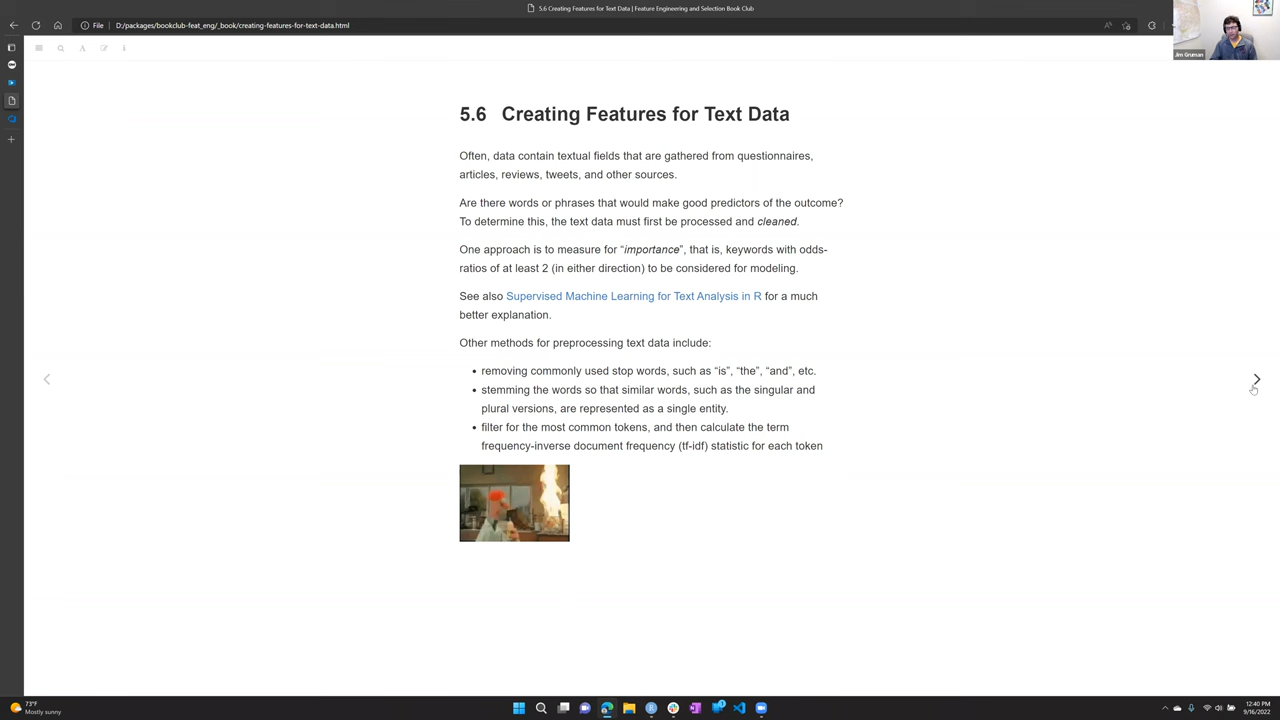 5.6 Creating Features for Text Data | Feature Engineering and Selection Book Club
File
D:/packages/bookclub-feat_eng/_book/creating-features-for-text-data.html
Jim Gruman
5.6 Creating Features for Text Data
Often, data contain textual fields that are gathered from questionnaires,
articles, reviews, tweets, and other sources.
Are there words or phrases that would make good predictors of the outcome?
To determine this, the text data must first be processed and cleaned.
One approach is to measure for “importance”, that is, keywords with odds-
ratios of at least 2 (in either direction) to be considered for modeling.
See also Supervised Machine Learning for Text Analysis in R for a much
better explanation.
Other methods for preprocessing text data include:
• removing commonly used stop words, such as “is”, “the”, “and”, etc.
• stemming the words so that similar words, such as the singular and
plural versions, are represented as a single entity.
• filter for the most common tokens, and then calculate the term
frequency-inverse document frequency (tf-idf) statistic for each token
73°F
Mostly sunny
12:40 PM
9/16/2022